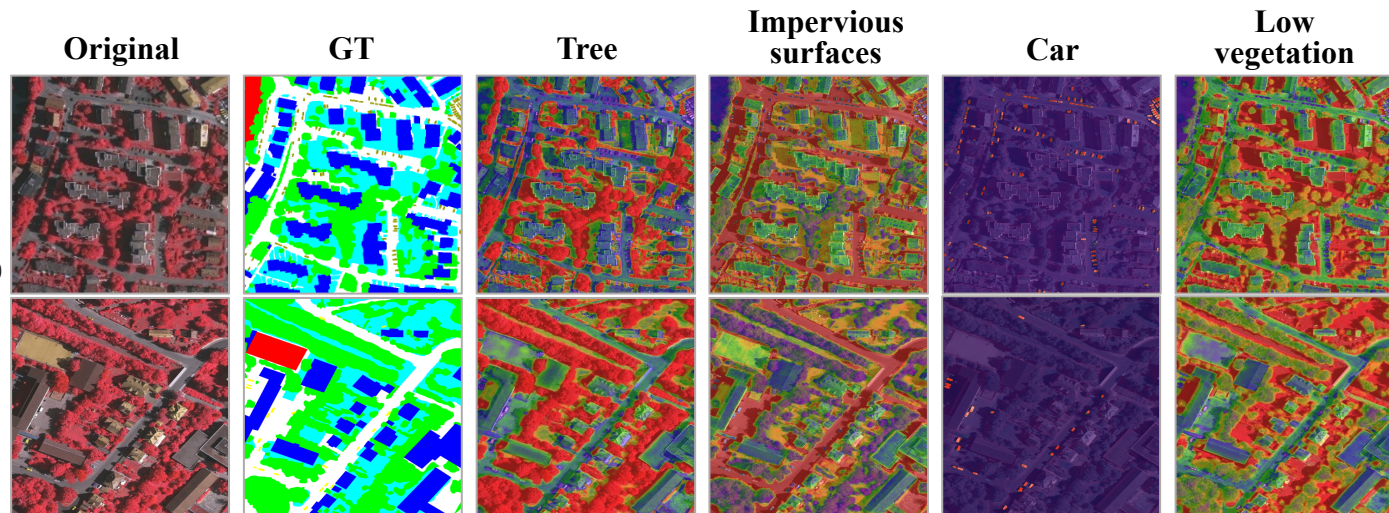 Original
GT
Tree
Impervious
surfaces
Car
Low
vegetation